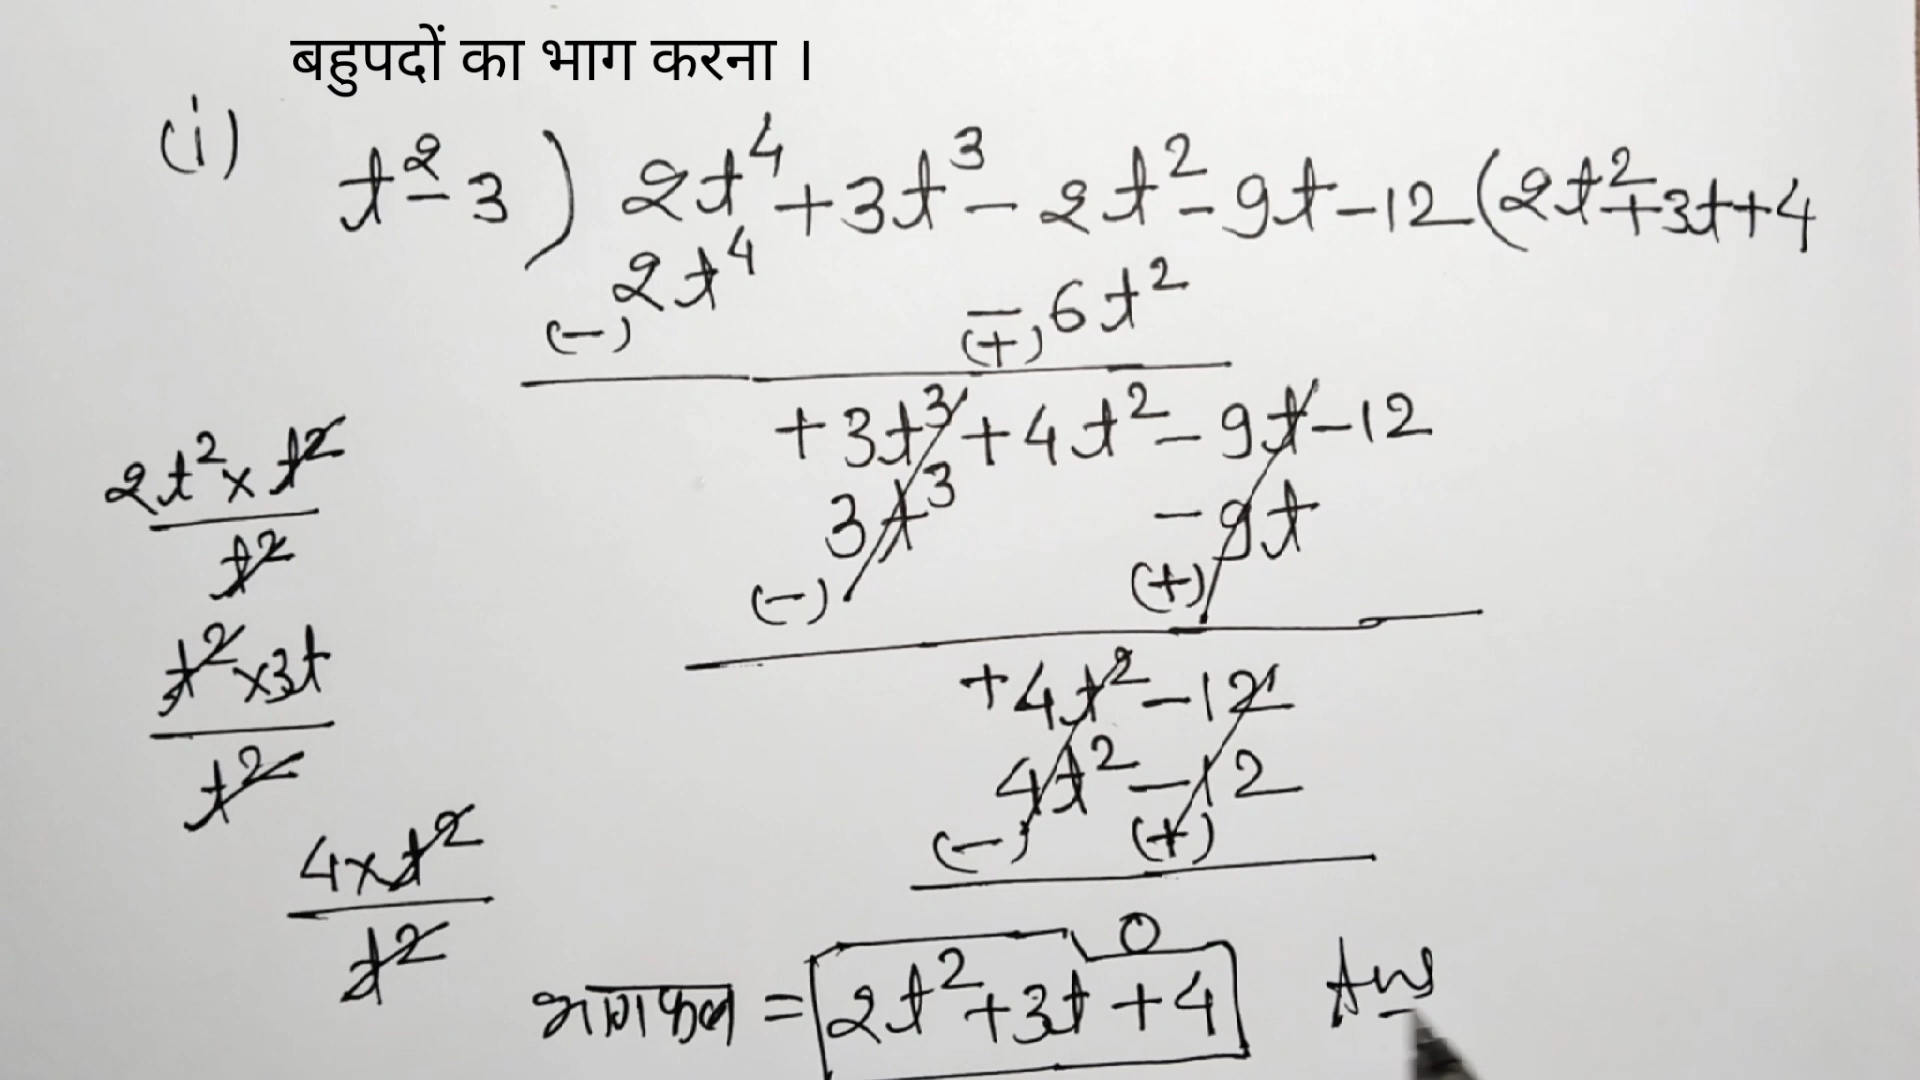 बहुपदों का भाग करना ।
(i) t² - 3 ) 2t⁴ + 3t³ - 2t² - 9t - 12 ( 2t² + 3t + 4
2t⁴ - 6t²
(-) (+)
+ 3t³ + 4t² - 9t - 12
3t³ - 9t
(-) (+)
+ 4t² - 12
4t² - 12
(-) (+)
0
2t² × t²
t²
t² × 3t
t²
4 × t²
t²
भागफल = 2t² + 3t + 4 Ans